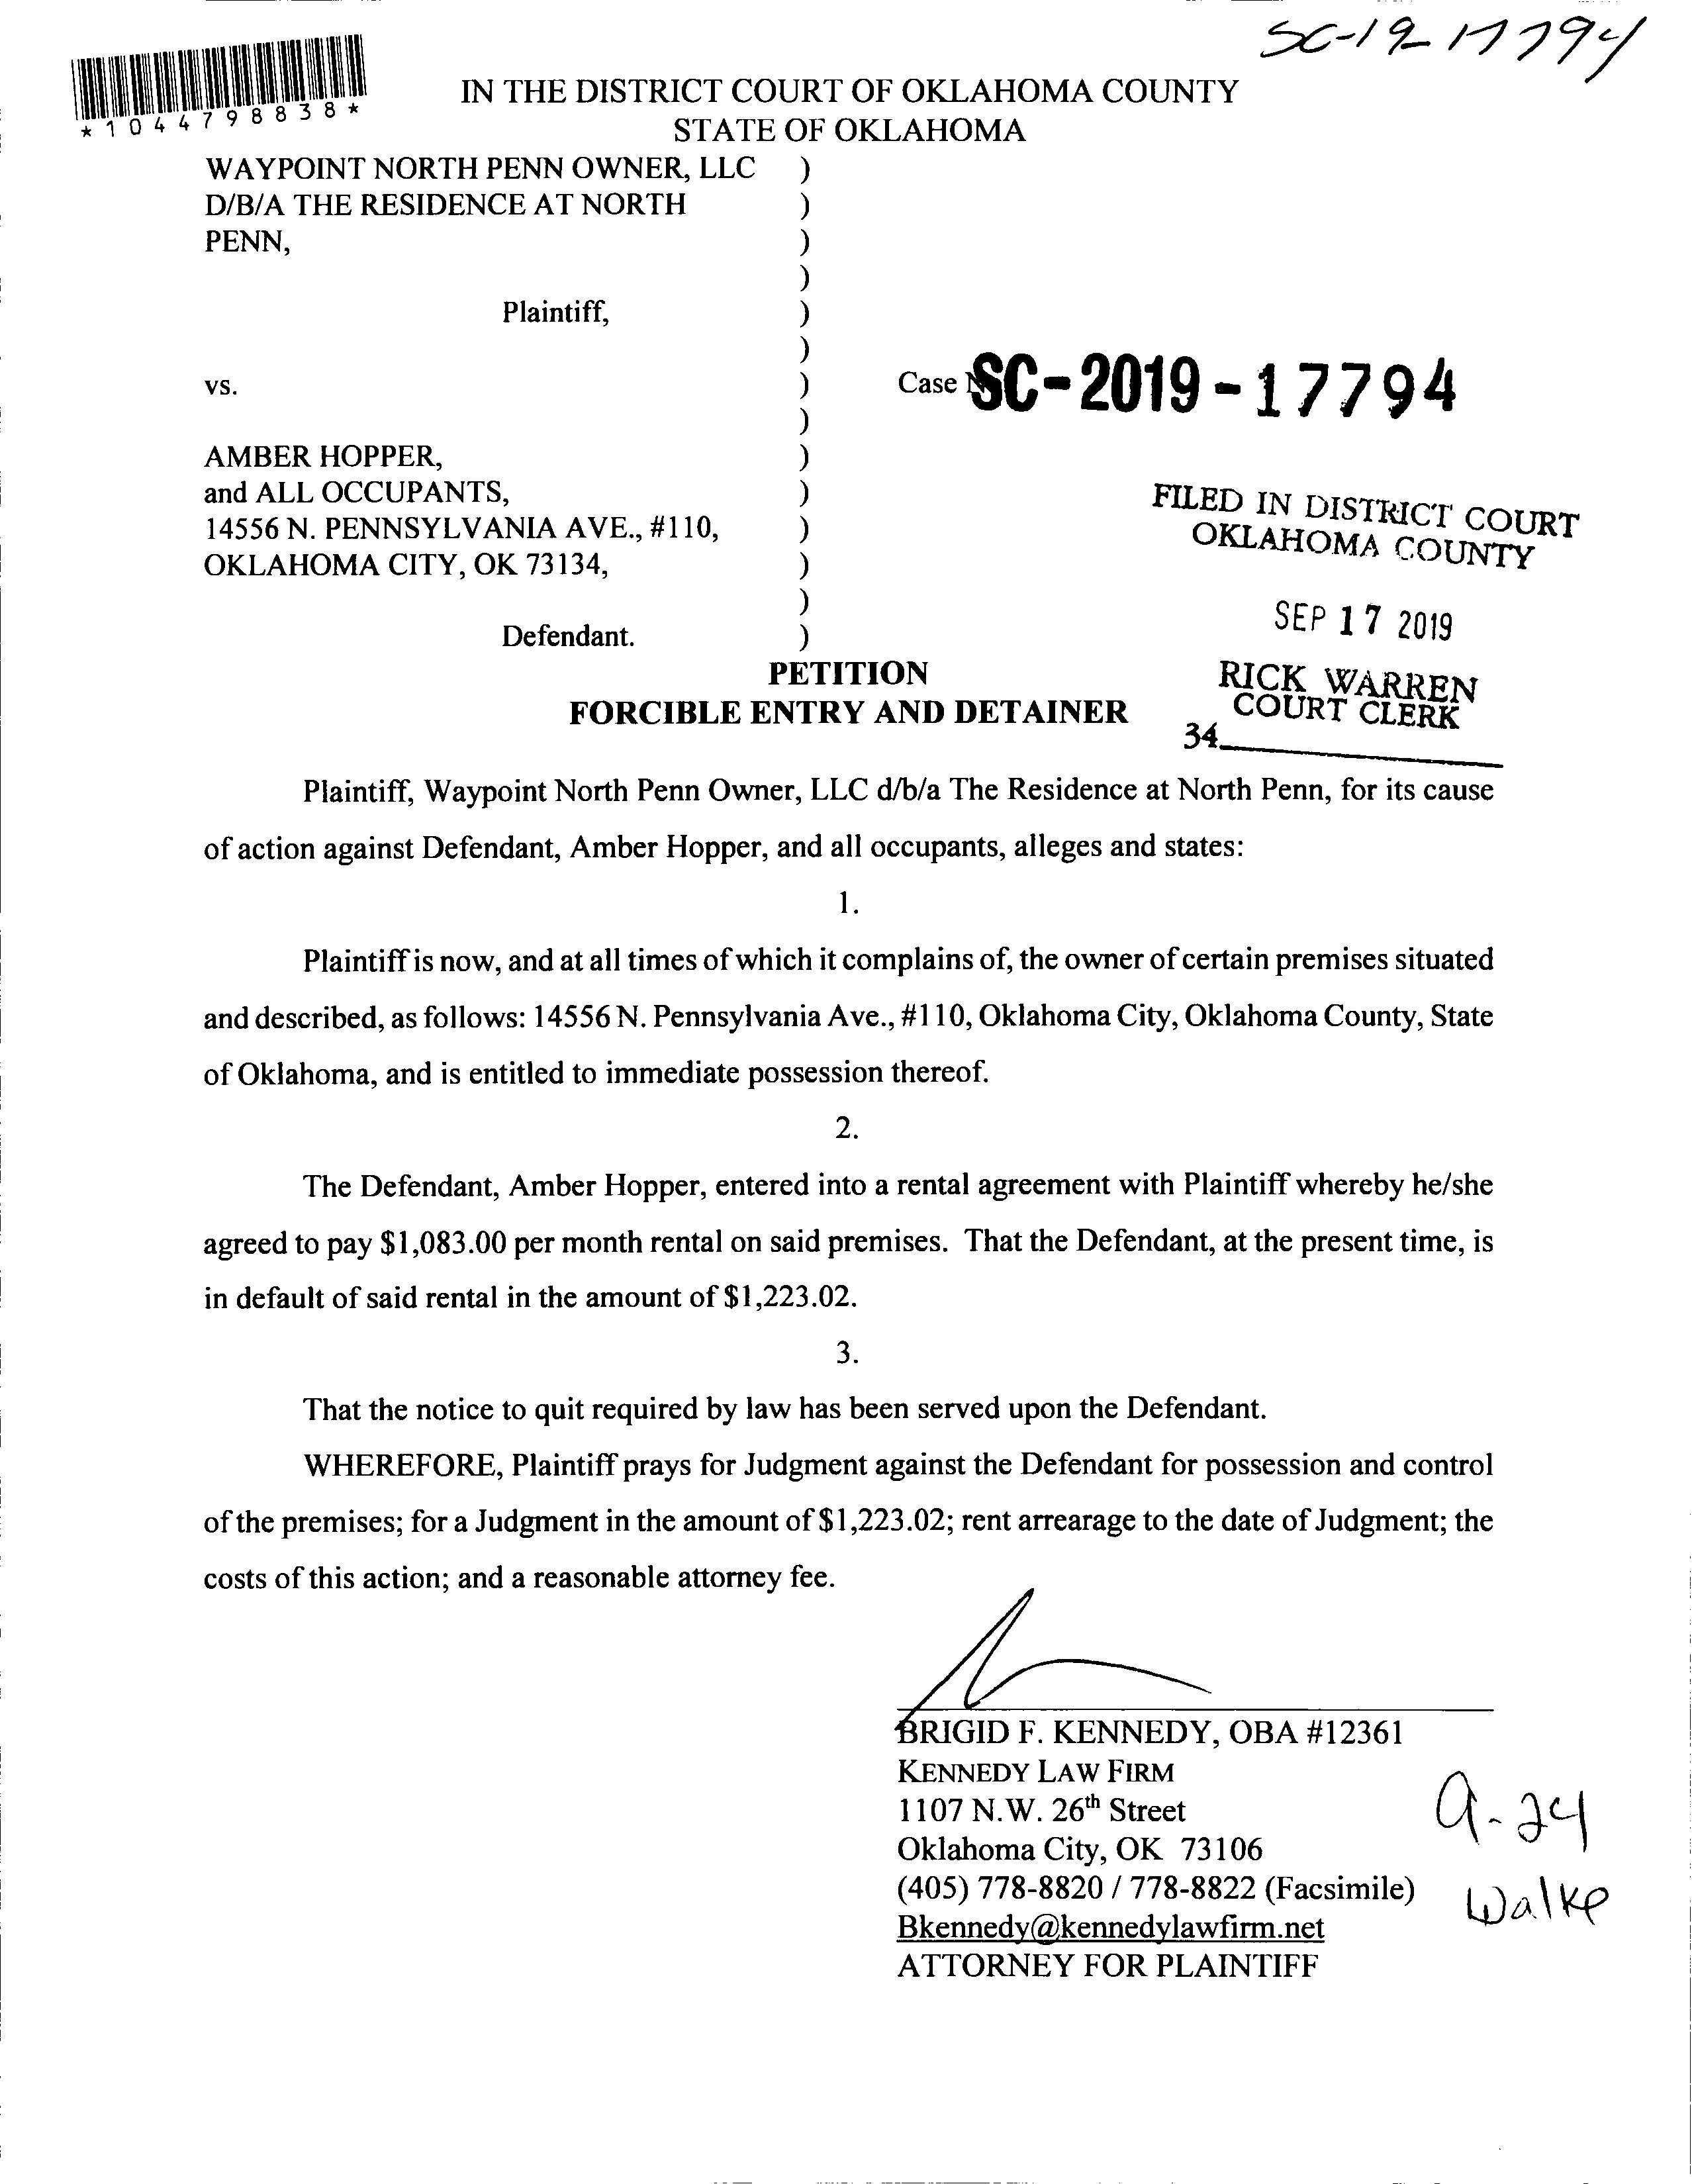 SC-19-17794
*1044798838*
IN THE DISTRICT COURT OF OKLAHOMA COUNTY
STATE OF OKLAHOMA
WAYPOINT NORTH PENN OWNER, LLC )
D/B/A THE RESIDENCE AT NORTH )
PENN, )
)
Plaintiff, )
)
vs. )
Case SC-2019-17794
)
AMBER HOPPER, )
and ALL OCCUPANTS, )
14556 N. PENNSYLVANIA AVE., #110, )
OKLAHOMA CITY, OK 73134, )
)
Defendant. )
FILED IN DISTRICT COURT
OKLAHOMA COUNTY
SEP 17 2019
RICK WARREN
COURT CLERK
34
PETITION
FORCIBLE ENTRY AND DETAINER
Plaintiff, Waypoint North Penn Owner, LLC d/b/a The Residence at North Penn, for its cause
of action against Defendant, Amber Hopper, and all occupants, alleges and states:
1.
Plaintiff is now, and at all times of which it complains of, the owner of certain premises situated
and described, as follows: 14556 N. Pennsylvania Ave., #110, Oklahoma City, Oklahoma County, State
of Oklahoma, and is entitled to immediate possession thereof.
2.
The Defendant, Amber Hopper, entered into a rental agreement with Plaintiff whereby he/she
agreed to pay $1,083.00 per month rental on said premises. That the Defendant, at the present time, is
in default of said rental in the amount of $1,223.02.
3.
That the notice to quit required by law has been served upon the Defendant.
WHEREFORE, Plaintiff prays for Judgment against the Defendant for possession and control
of the premises; for a Judgment in the amount of $1,223.02; rent arrearage to the date of Judgment; the
costs of this action; and a reasonable attorney fee.
BRIGID F. KENNEDY, OBA #12361
KENNEDY LAW FIRM
1107 N.W. 26th Street
Oklahoma City, OK 73106
(405) 778-8820 / 778-8822 (Facsimile)
Bkennedy@kennedylawfirm.net
ATTORNEY FOR PLAINTIFF
9-24
Walke